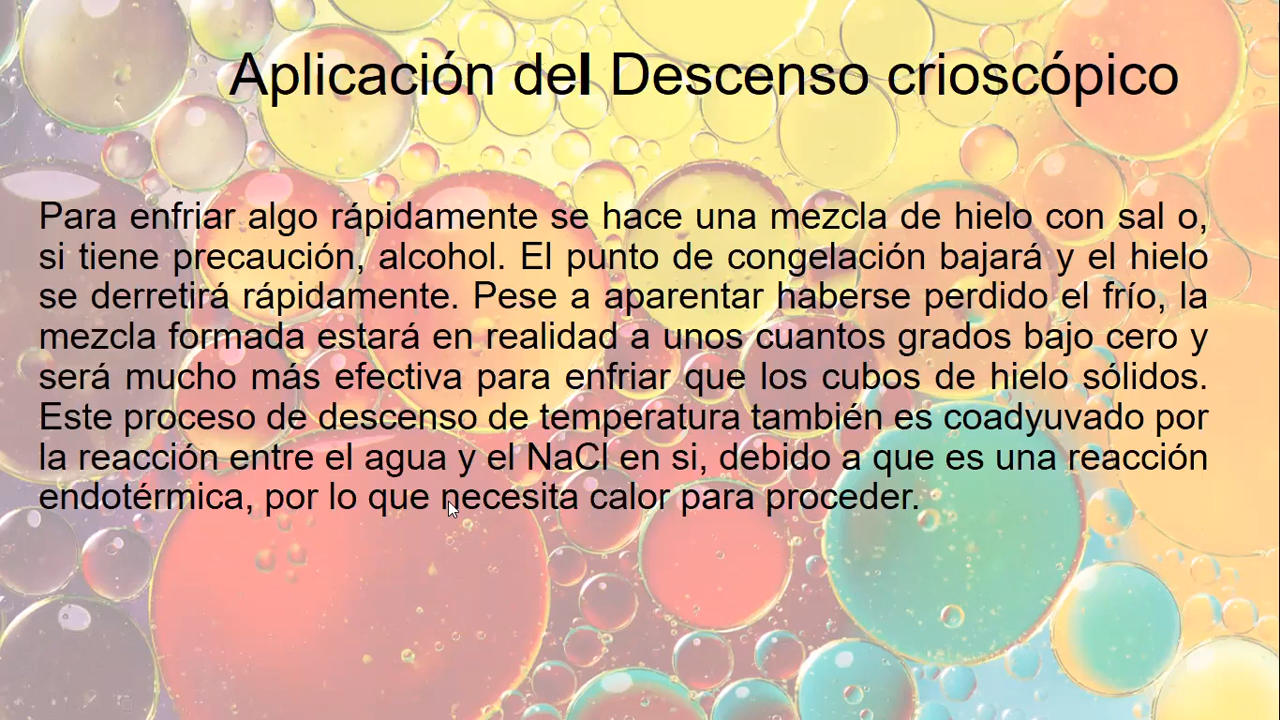 Aplicación del Descenso crioscópico
Para enfriar algo rápidamente se hace una mezcla de hielo con sal o,
si tiene precaución, alcohol. El punto de congelación bajará y el hielo
se derretirá rápidamente. Pese a aparentar haberse perdido el frío, la
mezcla formada estará en realidad a unos cuantos grados bajo cero y
será mucho más efectiva para enfriar que los cubos de hielo sólidos.
Este proceso de descenso de temperatura también es coadyuvado por
la reacción entre el agua y el NaCl en si, debido a que es una reacción
endotérmica, por lo que necesita calor para proceder.